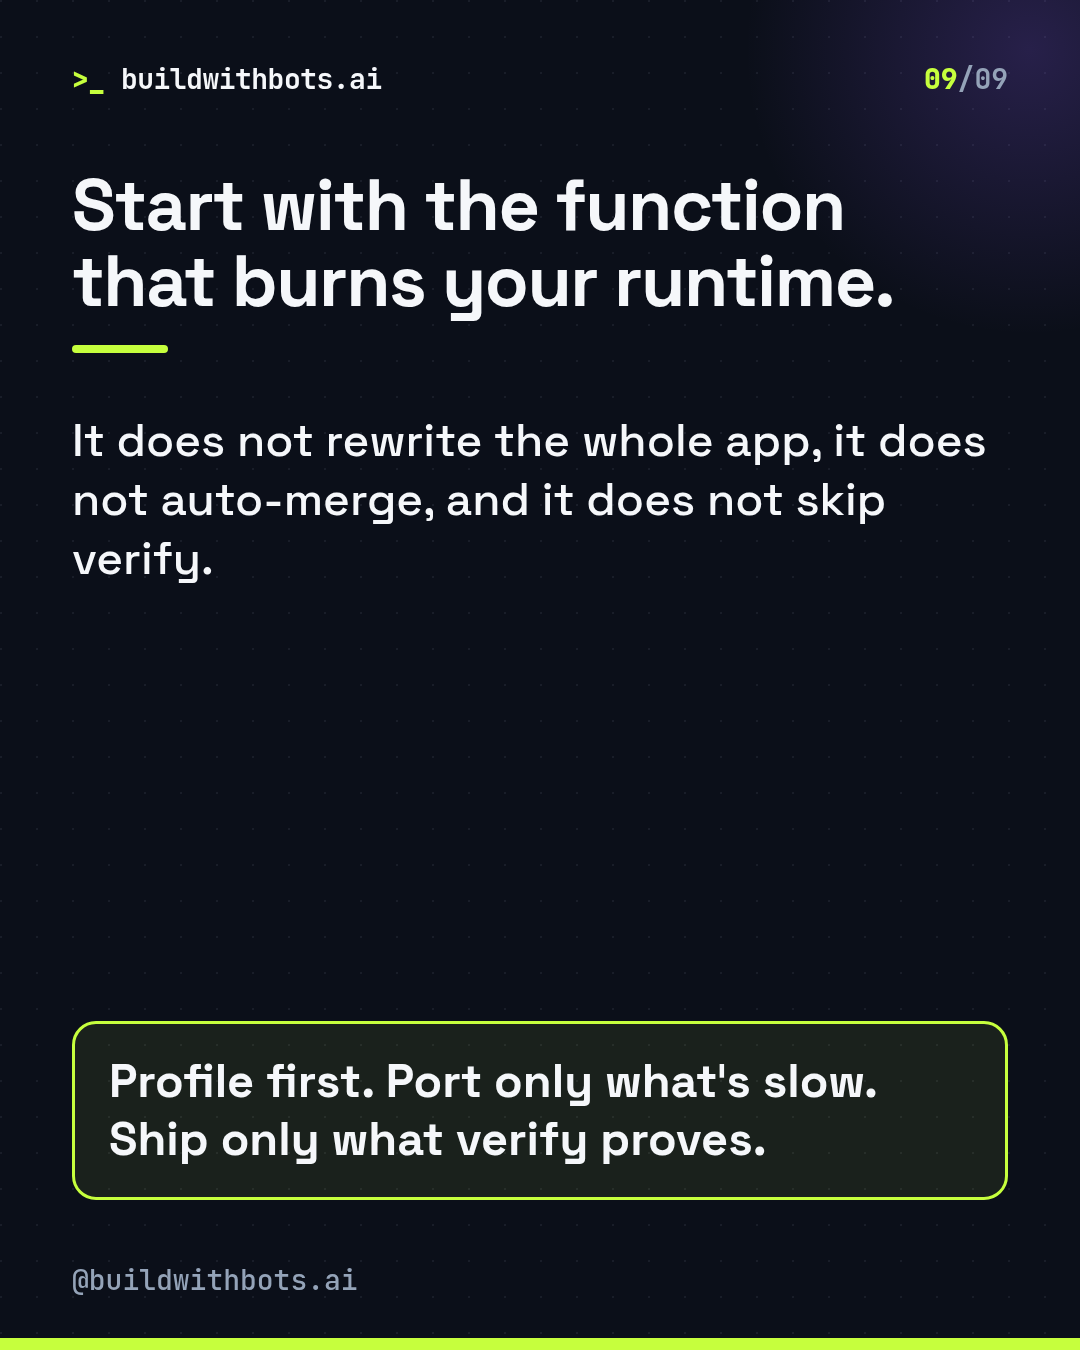 >_ buildwithbots.ai
09/09
Start with the function
that burns your runtime.
It does not rewrite the whole app, it does
not auto-merge, and it does not skip
verify.
Profile first. Port only what's slow.
Ship only what verify proves.
@buildwithbots.ai